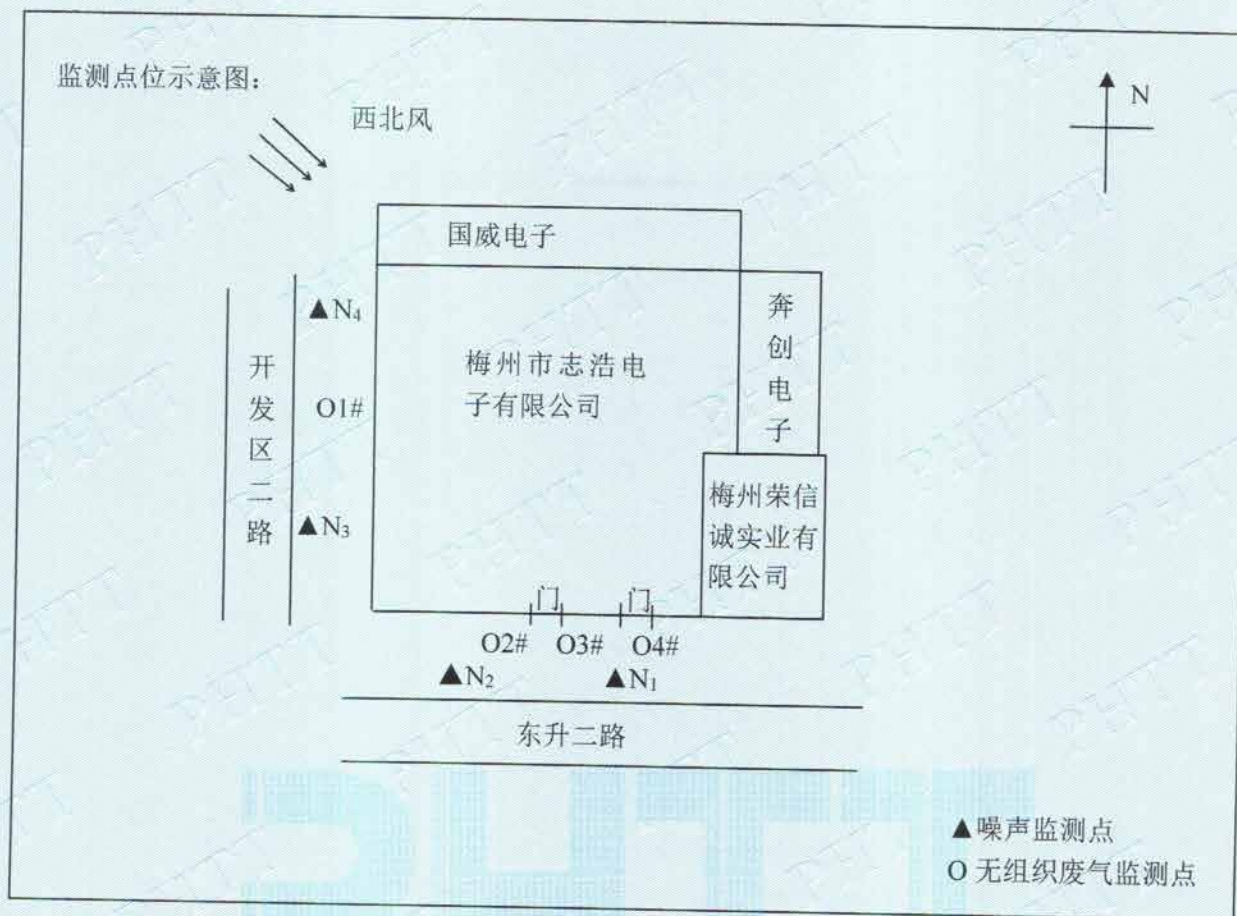 监测点位示意图：
西北风
N
国威电子
▲N₄
奔创电子
开发区二路
梅州市志浩电
子有限公司
O1#
梅州荣信
诚实业有
限公司
▲N₃
门 门
O2# O3# O4#
▲N₂ ▲N₁
东升二路
▲噪声监测点
O 无组织废气监测点
PHTT